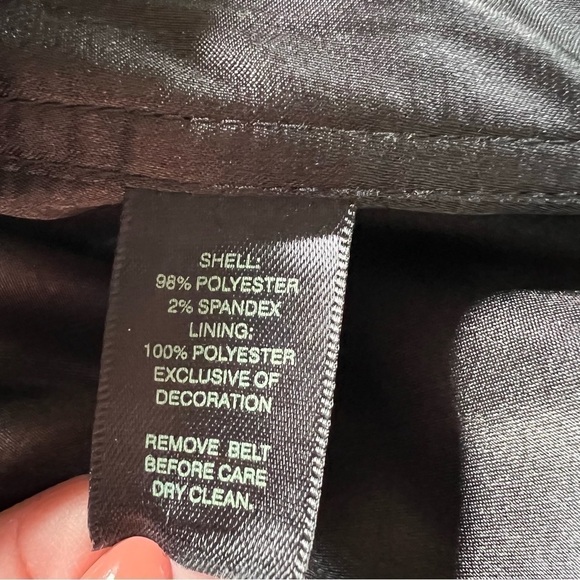 SHELL:
98% POLYESTER
2% SPANDEX
LINING:
100% POLYESTER
EXCLUSIVE OF
DECORATION
REMOVE BELT
BEFORE CARE
DRY CLEAN.